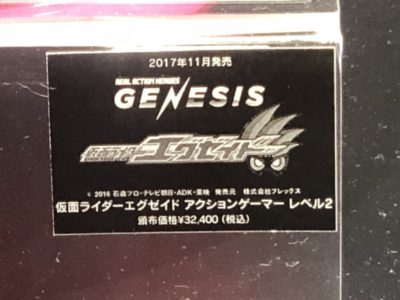 2017年11月発売
REAL ACTION HEROES
GENESIS
仮面ライダーエグゼイド
© 2016 石森プロ・テレビ朝日・ADK・東映 発売元 株式会社プレックス
仮面ライダーエグゼイド アクションゲーマー レベル2
頒布価格¥32,400（税込）